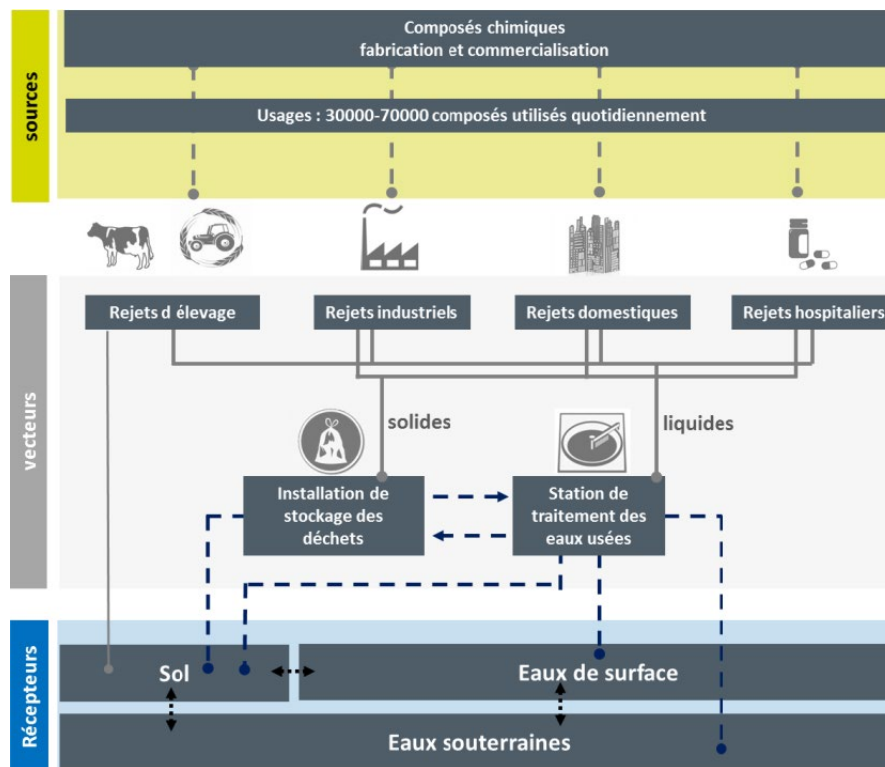 sources
Composés chimiques
fabrication et commercialisation
Usages : 30000-70000 composés utilisés quotidiennement
vecteurs
Rejets d élevage
Rejets industriels
Rejets domestiques
Rejets hospitaliers
solides
liquides
Installation de
stockage des
déchets
Station de
traitement des
eaux usées
Récepteurs
Sol
Eaux de surface
Eaux souterraines